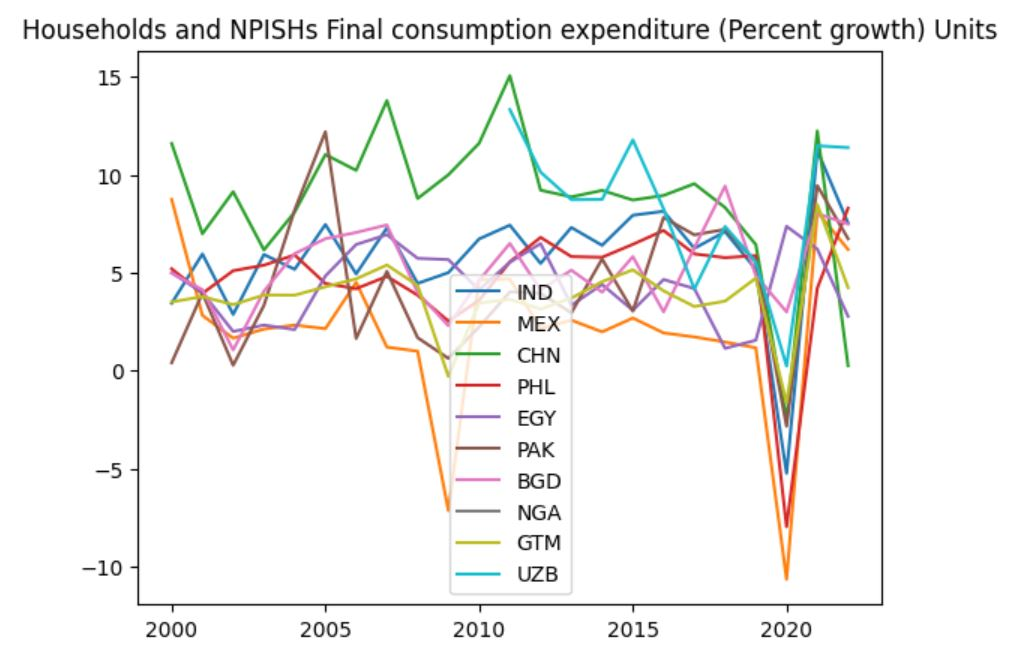 Households and NPISHs Final consumption expenditure (Percent growth) Units
15
10
5
0
−5
−10
IND
MEX
CHN
PHL
EGY
PAK
BGD
NGA
GTM
UZB
2000 2005 2010 2015 2020